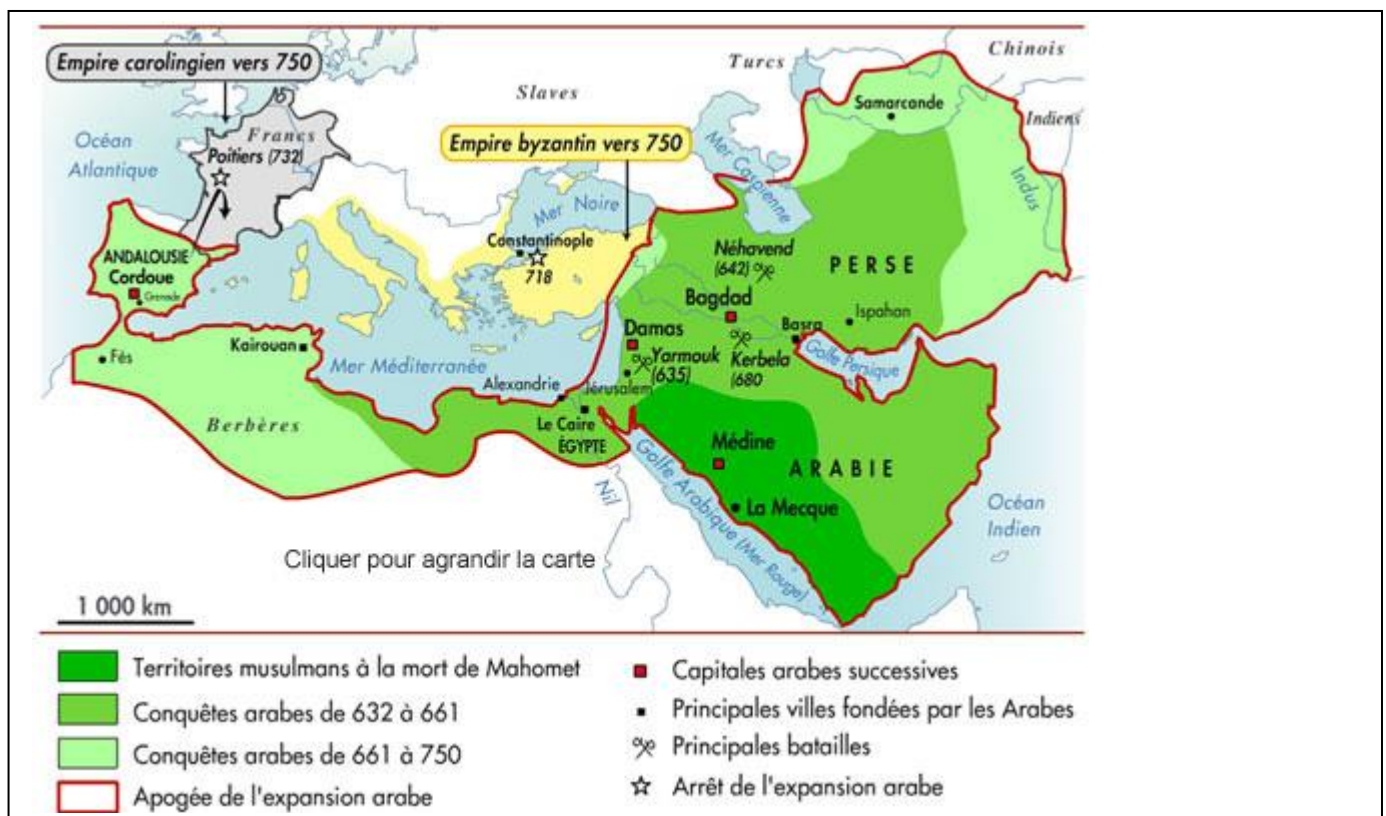 Empire carolingien vers 750
Chinois
Turcs
Slaves
Samarcande
Indiens
Francs
Océan
Atlantique
Poitiers (732)
Empire byzantin vers 750
Mer Caspienne
Indus
Mer Noire
Constantinople
718
Néhavend
(642)
PERSE
ANDALOUSIE
Cordoue
Grenade
Bagdad
Ispahan
Basra
Damas
Kairouan
Fés
Mer Méditerranée
Yarmouk
(635)
Kerbela
(680
Golfe Persique
Alexandrie
Jérusalem
Berbères
Le Caire
ÉGYPTE
Médine
ARABIE
Nil
Golfe Arabique (Mer Rouge)
La Mecque
Océan
Indien
Cliquer pour agrandir la carte
1 000 km
Territoires musulmans à la mort de Mahomet
Capitales arabes successives
Conquêtes arabes de 632 à 661
Principales villes fondées par les Arabes
Conquêtes arabes de 661 à 750
Principales batailles
Apogée de l'expansion arabe
Arrêt de l'expansion arabe